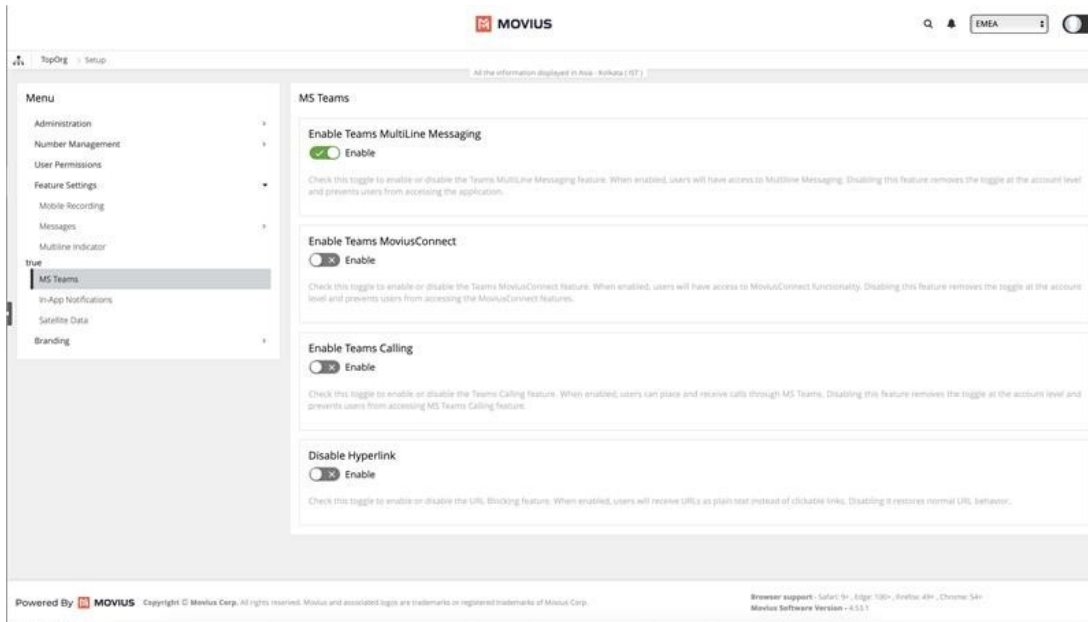 MOVIUS
EMEA
TopOrg > Setup
All the information displayed in Asia - Kolkata ( IST )
Menu
Administration
Number Management
User Permissions
Feature Settings
Mobile Recording
Messages
Multiline Indicator
true
MS Teams
In-App Notifications
Satellite Data
Branding
MS Teams
Enable Teams MultiLine Messaging
Enable
Check this toggle to enable or disable the Teams MultiLine Messaging feature. When enabled, users will have access to Multiline Messaging. Disabling this feature removes the toggle at the account level
and prevents users from accessing the application.
Enable Teams MoviusConnect
Enable
Check this toggle to enable or disable the Teams MoviusConnect feature. When enabled, users will have access to MoviusConnect functionality. Disabling this feature removes the toggle at the account
level and prevents users from accessing the MoviusConnect features.
Enable Teams Calling
Enable
Check this toggle to enable or disable the Teams Calling feature. When enabled, users can place and receive calls through MS Teams. Disabling this feature removes the toggle at the account level and
prevents users from accessing MS Teams Calling feature.
Disable Hyperlink
Enable
Check this toggle to enable or disable the URL Blocking feature. When enabled, users will receive URLs as plain text instead of clickable links. Disabling it restores normal URL behavior.
Powered By MOVIUS Copyright © Movius Corp. All rights reserved. Movius and associated logos are trademarks or registered trademarks of Movius Corp.
Browser support - Safari: 9+ , Edge: 100+ , Firefox: 49+ , Chrome: 54+
Movius Software Version - 4.53.1